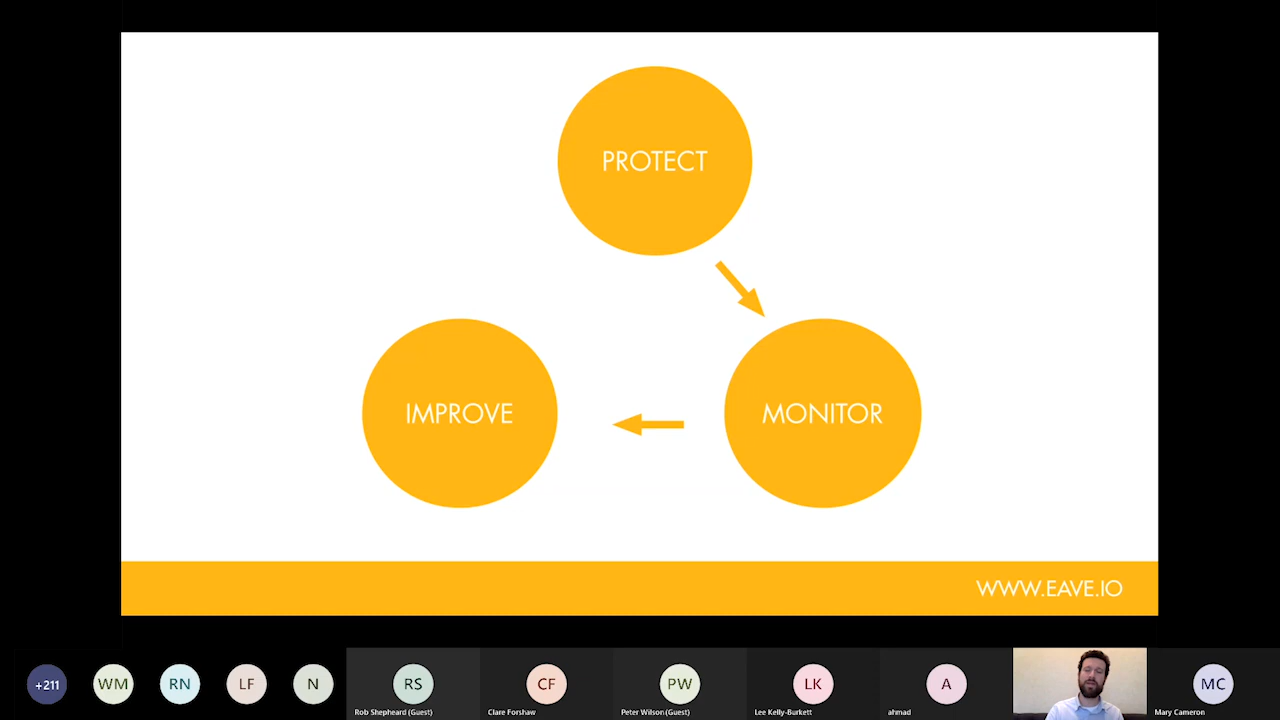 PROTECT
IMPROVE
MONITOR
WWW.EAVE.IO
+211
WM
RN
LF
N
RS
Rob Shepheard (Guest)
CF
Clare Forshaw
PW
Peter Wilson (Guest)
LK
Lee Kelly-Burkett
A
ahmad
MC
Mary Cameron